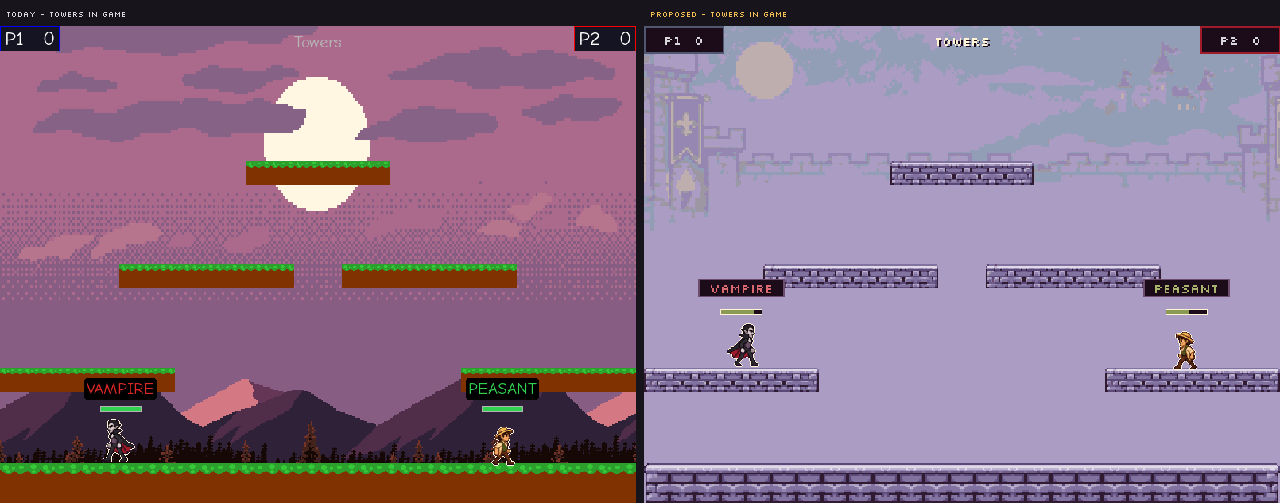 TODAY - TOWERS IN GAME
P1 0
Towers
P2 0
VAMPIRE
PEASANT
PROPOSED - TOWERS IN GAME
P1 0
TOWERS
P2 0
VAMPIRE
PEASANT